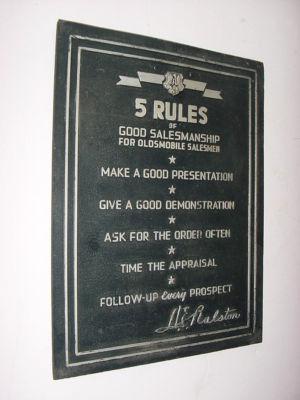 5 RULES
OF
GOOD SALESMANSHIP
FOR OLDSMOBILE SALESMEN
MAKE A GOOD PRESENTATION
GIVE A GOOD DEMONSTRATION
ASK FOR THE ORDER OFTEN
TIME THE APPRAISAL
FOLLOW-UP every PROSPECT
Ralston